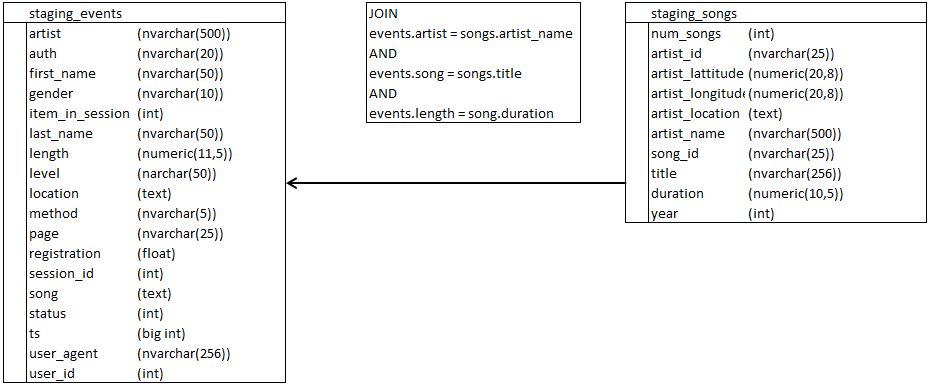 staging_events
artist (nvarchar(500))
auth (nvarchar(20))
first_name (nvarchar(50))
gender (nvarchar(10))
item_in_session (int)
last_name (nvarchar(50))
length (numeric(11,5))
level (narchar(50))
location (text)
method (nvarchar(5))
page (nvarchar(25))
registration (float)
session_id (int)
song (text)
status (int)
ts (big int)
user_agent (nvarchar(256))
user_id (int)
JOIN
events.artist = songs.artist_name
AND
events.song = songs.title
AND
events.length = song.duration
staging_songs
num_songs (int)
artist_id (nvarchar(25))
artist_lattitude (numeric(20,8))
artist_longitude (numeric(20,8))
artist_location (text)
artist_name (nvarchar(500))
song_id (nvarchar(25))
title (nvarchar(256))
duration (numeric(10,5))
year (int)